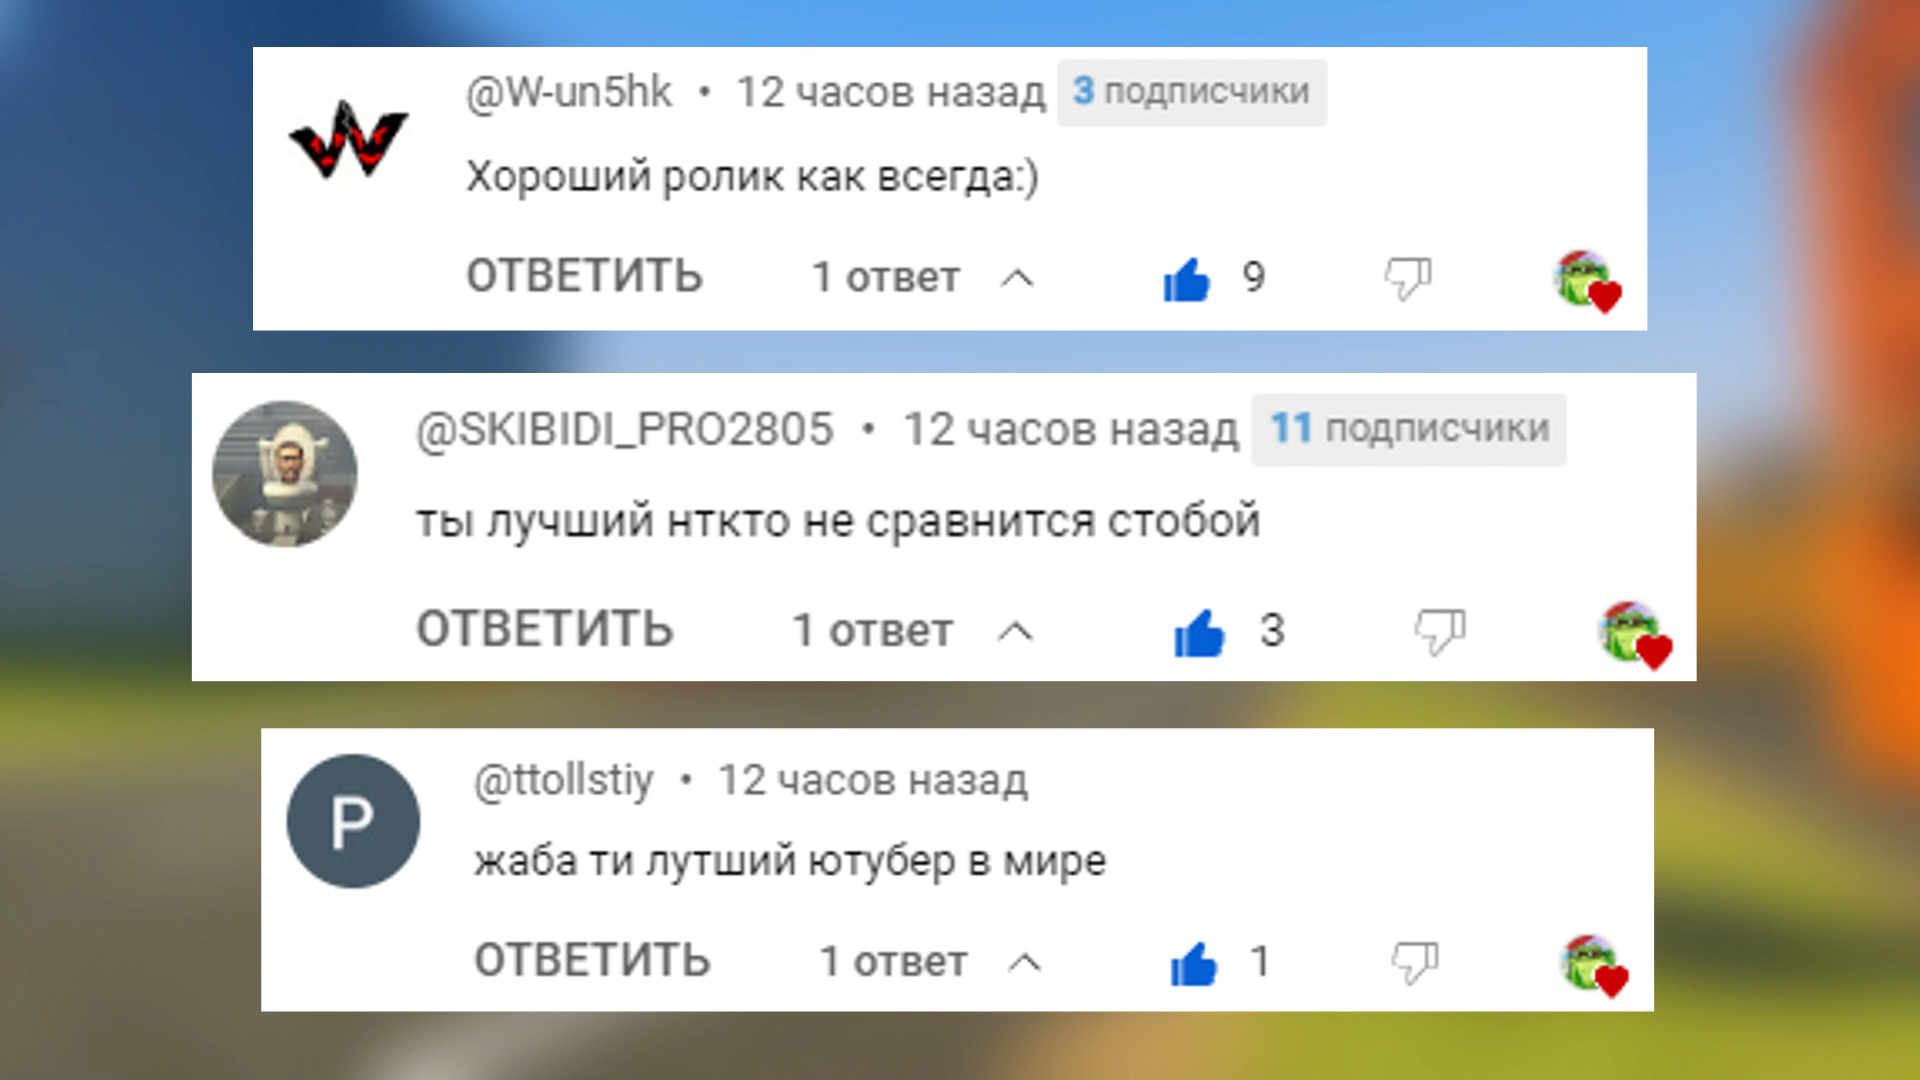 @W-un5hk • 12 часов назад 3 подписчики
Хороший ролик как всегда:)
ОТВЕТИТЬ 1 ответ 9
@SKIBIDI_PRO2805 • 12 часов назад 11 подписчики
ты лучший нткто не сравнится стобой
ОТВЕТИТЬ 1 ответ 3
P @ttollstiy • 12 часов назад
жаба ти лутший ютубер в мире
ОТВЕТИТЬ 1 ответ 1